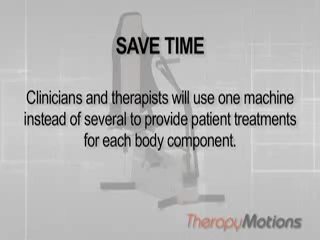 SAVE TIME
Clinicians and therapists will use one machine
instead of several to provide patient treatments
for each body component.
TherapyMotions